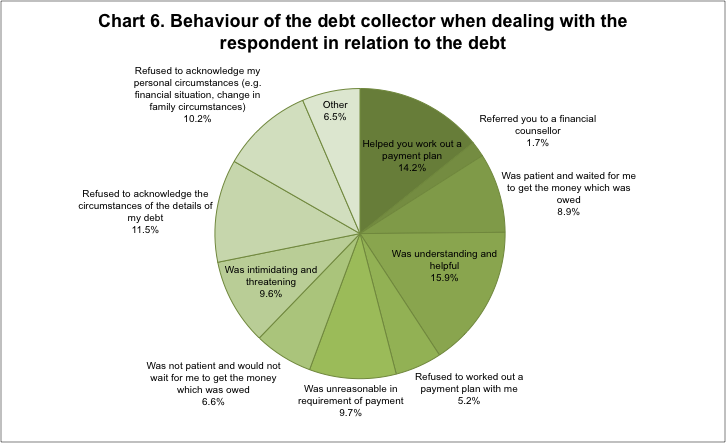 Chart 6. Behaviour of the debt collector when dealing with the
respondent in relation to the debt
Helped you work out a
payment plan
14.2%
Referred you to a financial
counsellor
1.7%
Was patient and waited for me
to get the money which was
owed
8.9%
Was understanding and
helpful
15.9%
Refused to worked out a
payment plan with me
5.2%
Was unreasonable in
requirement of payment
9.7%
Was not patient and would not
wait for me to get the money
which was owed
6.6%
Was intimidating and
threatening
9.6%
Refused to acknowledge the
circumstances of the details of
my debt
11.5%
Refused to acknowledge my
personal circumstances (e.g.
financial situation, change in
family circumstances)
10.2%
Other
6.5%